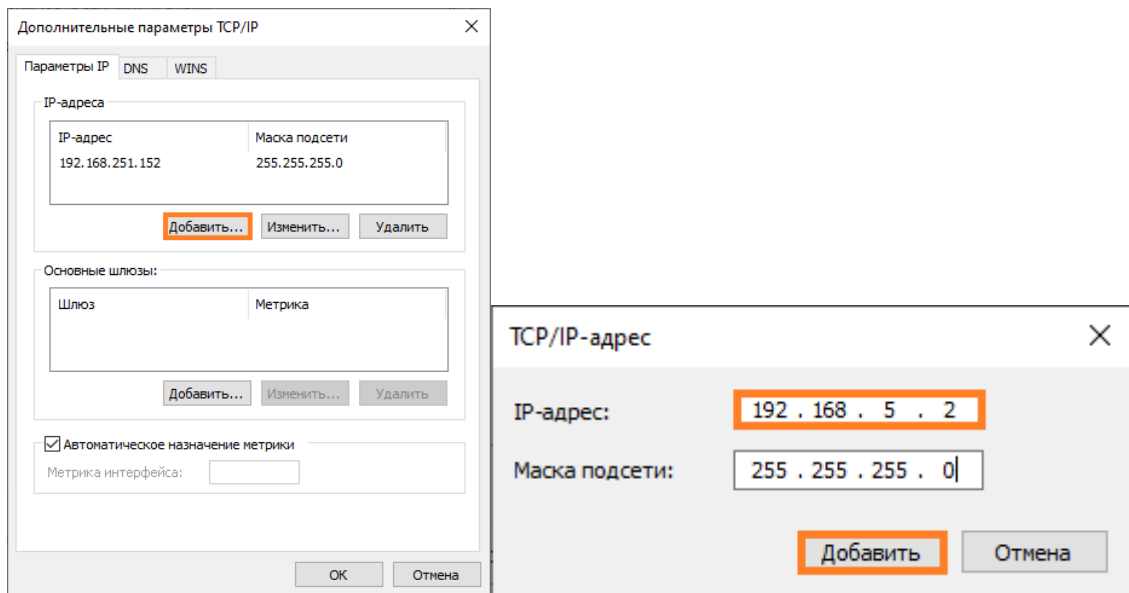 Дополнительные параметры TCP/IP
Параметры IP DNS WINS
IP-адреса
IP-адрес Маска подсети
192.168.251.152 255.255.255.0
Добавить... Изменить... Удалить
Основные шлюзы:
Шлюз Метрика
Добавить... Изменить... Удалить
Автоматическое назначение метрики
Метрика интерфейса:
OK Отмена
TCP/IP-адрес
IP-адрес: 192 . 168 . 5 . 2
Маска подсети: 255 . 255 . 255 . 0
Добавить Отмена